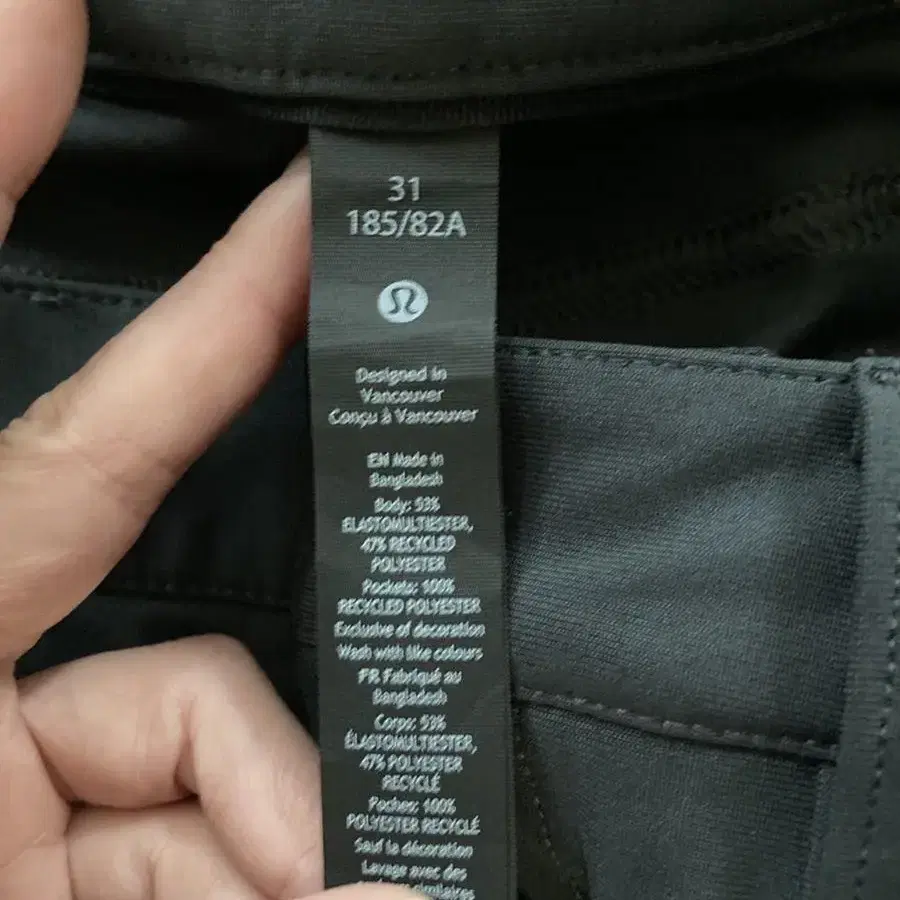 31
185/82A
Designed in
Vancouver
Conçu à Vancouver
EN Made in
Bangladesh
Body: 53%
ELASTOMULTIESTER,
47% RECYCLED
POLYESTER
Pockets: 100%
RECYCLED POLYESTER
Exclusive of decoration
Wash with like colours
FR Fabriqué au
Bangladesh
Corps: 53%
ÉLASTOMULTIESTER,
47% POLYESTER
RECYCLÉ
Poches: 100%
POLYESTER RECYCLÉ
Sauf la décoration
Lavage avec des
similaires